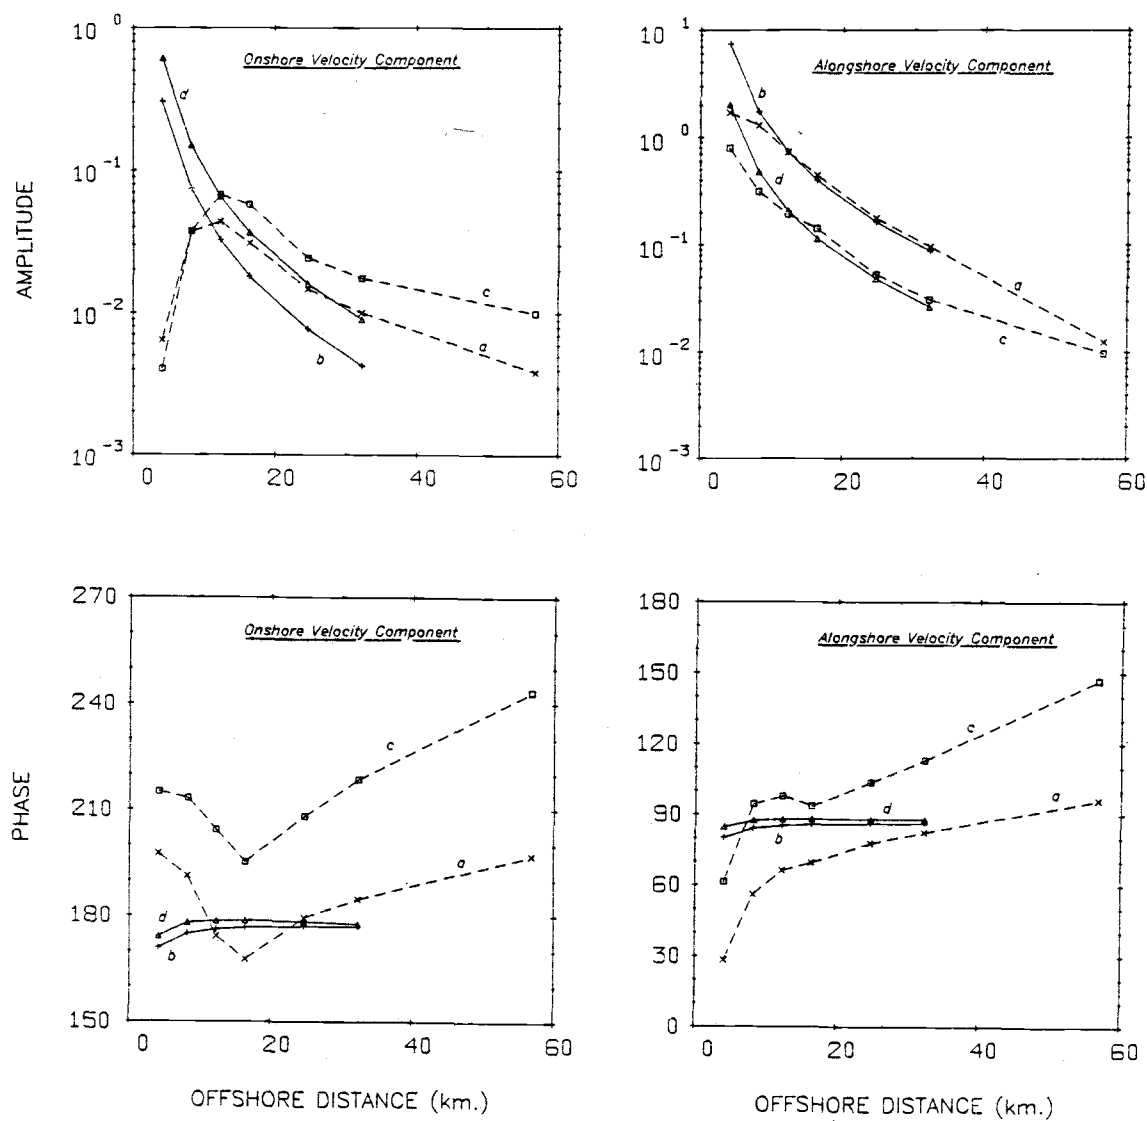 Onshore Velocity Component
AMPLITUDE
10 0
10 -1
10 -2
10 -3
0 20 40 60
d
b
c
a
Alongshore Velocity Component
10 1
10 0
10 -1
10 -2
10 -3
0 20 40 60
b
d
a
c
Onshore Velocity Component
PHASE
270
240
210
180
150
0 20 40 60
c
a
d
b
OFFSHORE DISTANCE (km.)
Alongshore Velocity Component
180
150
120
90
60
30
0
0 20 40 60
c
a
d
b
OFFSHORE DISTANCE (km.)